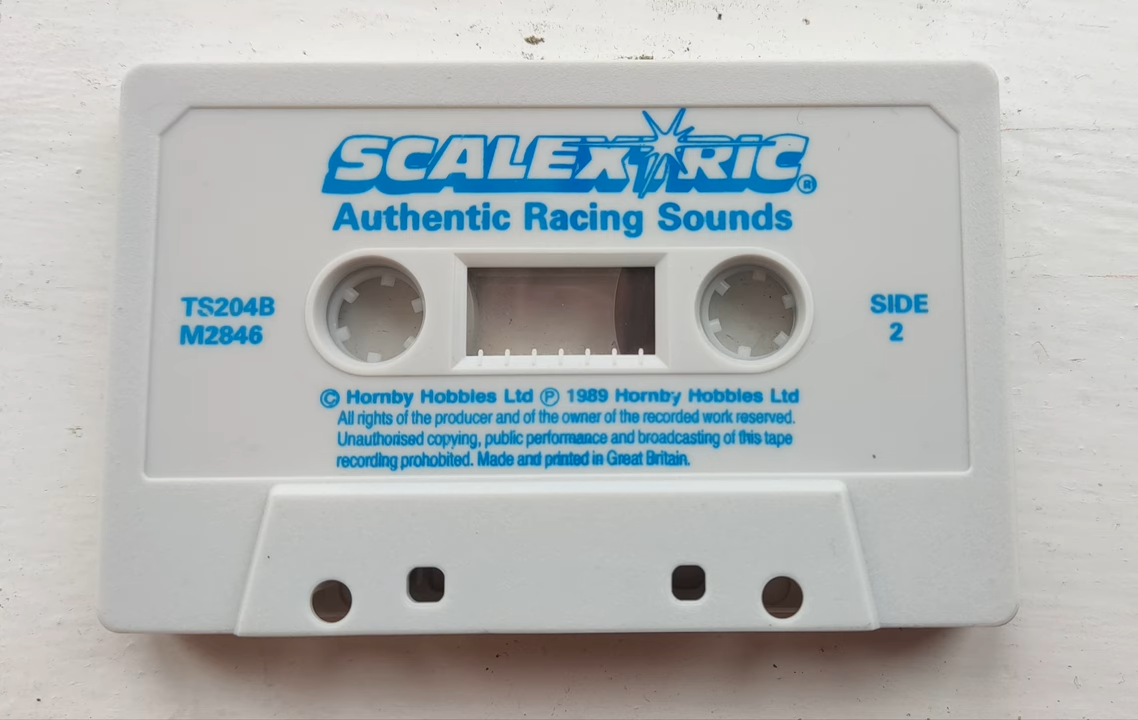 SCALEXTRIC®
Authentic Racing Sounds
TS204B
M2846
SIDE
2
© Hornby Hobbies Ltd ℗ 1989 Hornby Hobbies Ltd
All rights of the producer and of the owner of the recorded work reserved.
Unauthorised copying, public performance and broadcasting of this tape
recording prohobited. Made and printed in Great Britain.